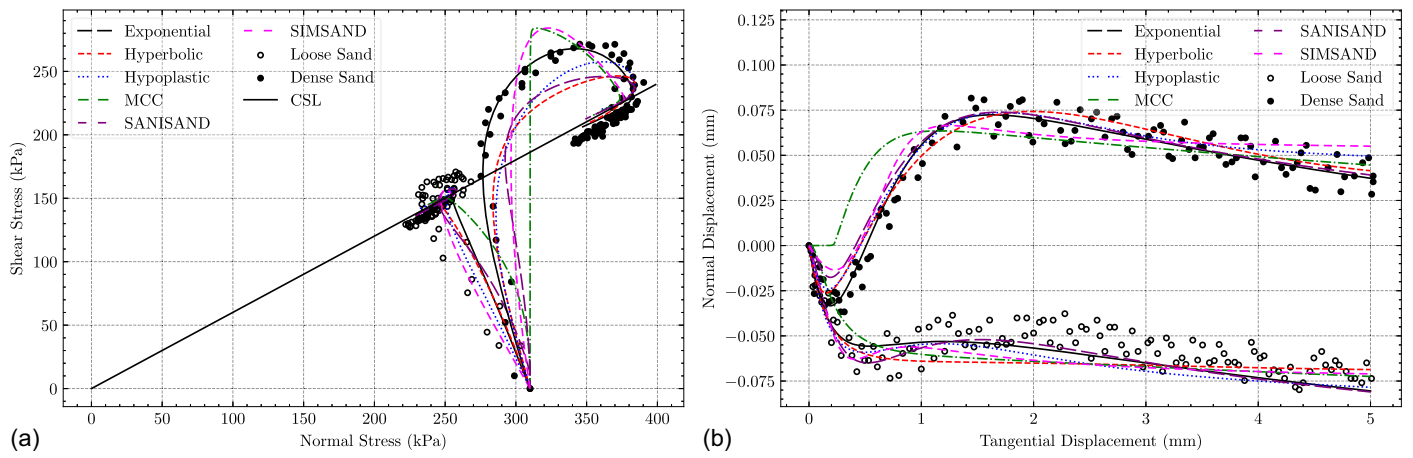 Exponential
Hyperbolic
Hypoplastic
MCC
SANISAND
SIMSAND
Loose Sand
Dense Sand
CSL
250
200
150
100
50
0
Shear Stress (kPa)
0 50 100 150 200 250 300 350 400
Normal Stress (kPa)
(a)
Exponential
Hyperbolic
Hypoplastic
MCC
SANISAND
SIMSAND
Loose Sand
Dense Sand
0.125
0.100
0.075
0.050
0.025
0.000
−0.025
−0.050
−0.075
Normal Displacement (mm)
0 1 2 3 4 5
Tangential Displacement (mm)
(b)